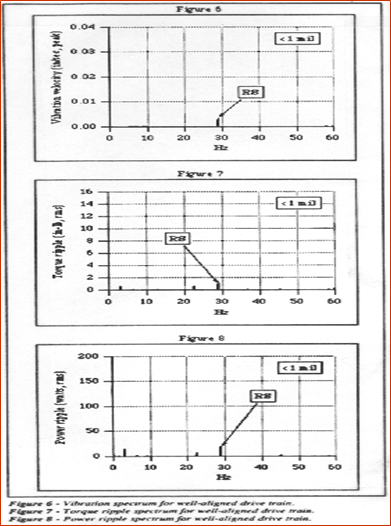 Figure 6
Vibration velocity (in/sec, peak)
0.04
0.03
0.02
0.01
0.00
<1 mil
RS
0 10 20 30 40 50 60
Hz
Figure 7
Torque ripple (in-lb, rms)
16
14
12
10
8
6
4
2
0
<1 mil
RS
0 10 20 30 40 50 60
Hz
Figure 8
Power ripple (watts, rms)
200
150
100
50
0
<1 mil
RS
0 10 20 30 40 50 60
Hz
Figure 6 - Vibration spectrum for well-aligned drive train.
Figure 7 - Torque ripple spectrum for well-aligned drive train.
Figure 8 - Power ripple spectrum for well-aligned drive train.